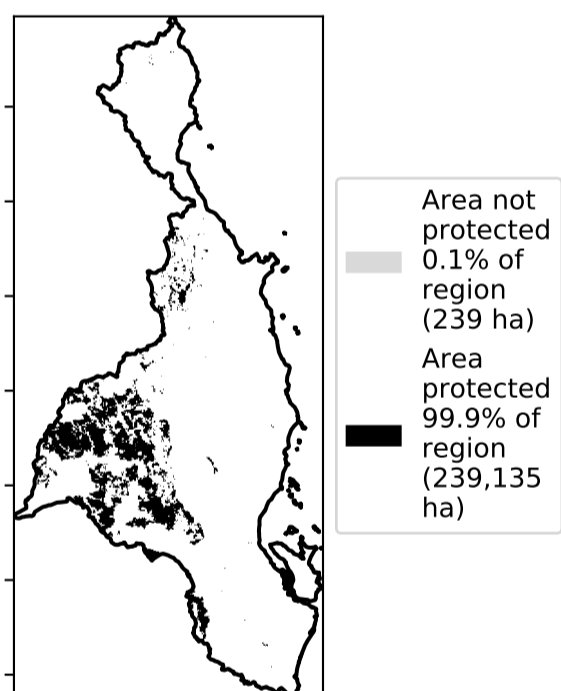 Area not
protected
0.1% of
region
(239 ha)
Area
protected
99.9% of
region
(239,135
ha)